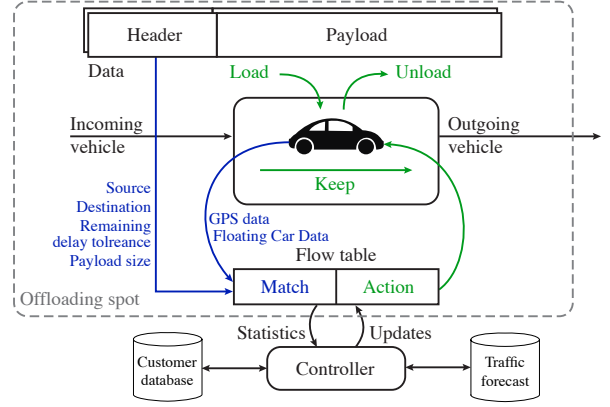 Header
Payload
Data
Load
Unload
Incoming
vehicle
Outgoing
vehicle
Keep
Source
Destination
Remaining
delay tolreance
Payload size
GPS data
Floating Car Data
Flow table
Match
Action
Offloading spot
Statistics
Updates
Customer
database
Controller
Traffic
forecast